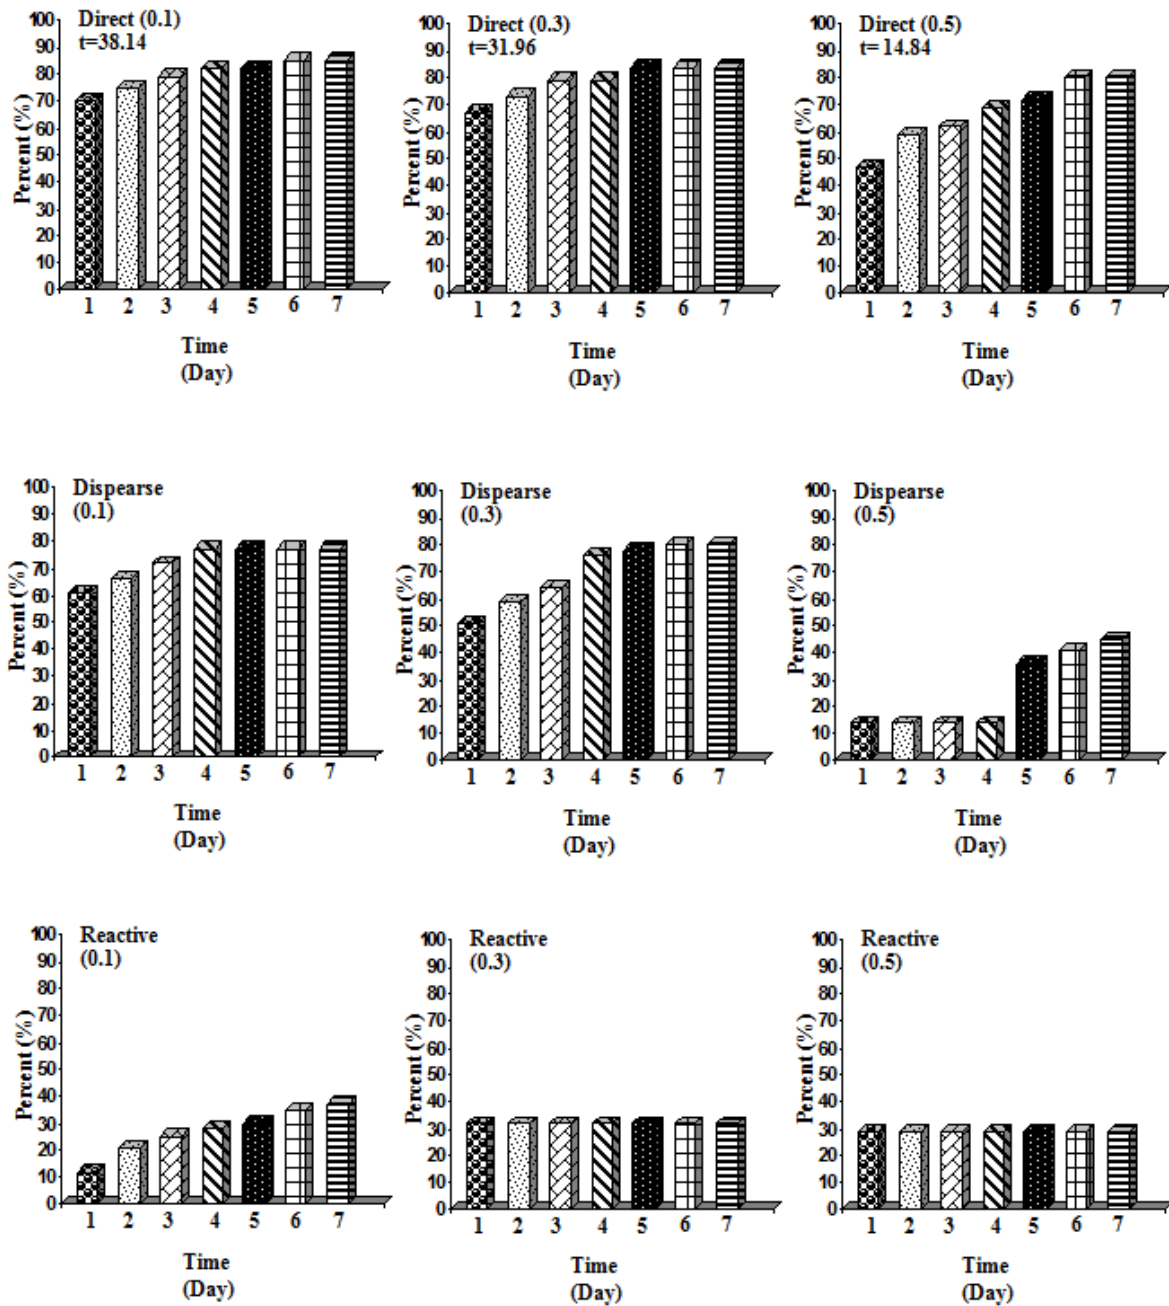 Direct (0.1)
t=38.14
Percent (%)
100
90
80
70
60
50
40
30
20
10
0
1 2 3 4 5 6 7
Time
(Day)
Direct (0.3)
t=31.96
Percent (%)
100
90
80
70
60
50
40
30
20
10
0
1 2 3 4 5 6 7
Time
(Day)
Direct (0.5)
t= 14.84
Percent (%)
100
90
80
70
60
50
40
30
20
10
0
1 2 3 4 5 6 7
Time
(Day)
Dispearse
(0.1)
Percent (%)
100
90
80
70
60
50
40
30
20
10
0
1 2 3 4 5 6 7
Time
(Day)
Dispearse
(0.3)
Percent (%)
100
90
80
70
60
50
40
30
20
10
0
1 2 3 4 5 6 7
Time
(Day)
Dispearse
(0.5)
Percent (%)
100
90
80
70
60
50
40
30
20
10
0
1 2 3 4 5 6 7
Time
(Day)
Reactive
(0.1)
Percent (%)
100
90
80
70
60
50
40
30
20
10
0
1 2 3 4 5 6 7
Time
(Day)
Reactive
(0.3)
Percent (%)
100
90
80
70
60
50
40
30
20
10
0
1 2 3 4 5 6 7
Time
(Day)
Reactive
(0.5)
Percent (%)
100
90
80
70
60
50
40
30
20
10
0
1 2 3 4 5 6 7
Time
(Day)